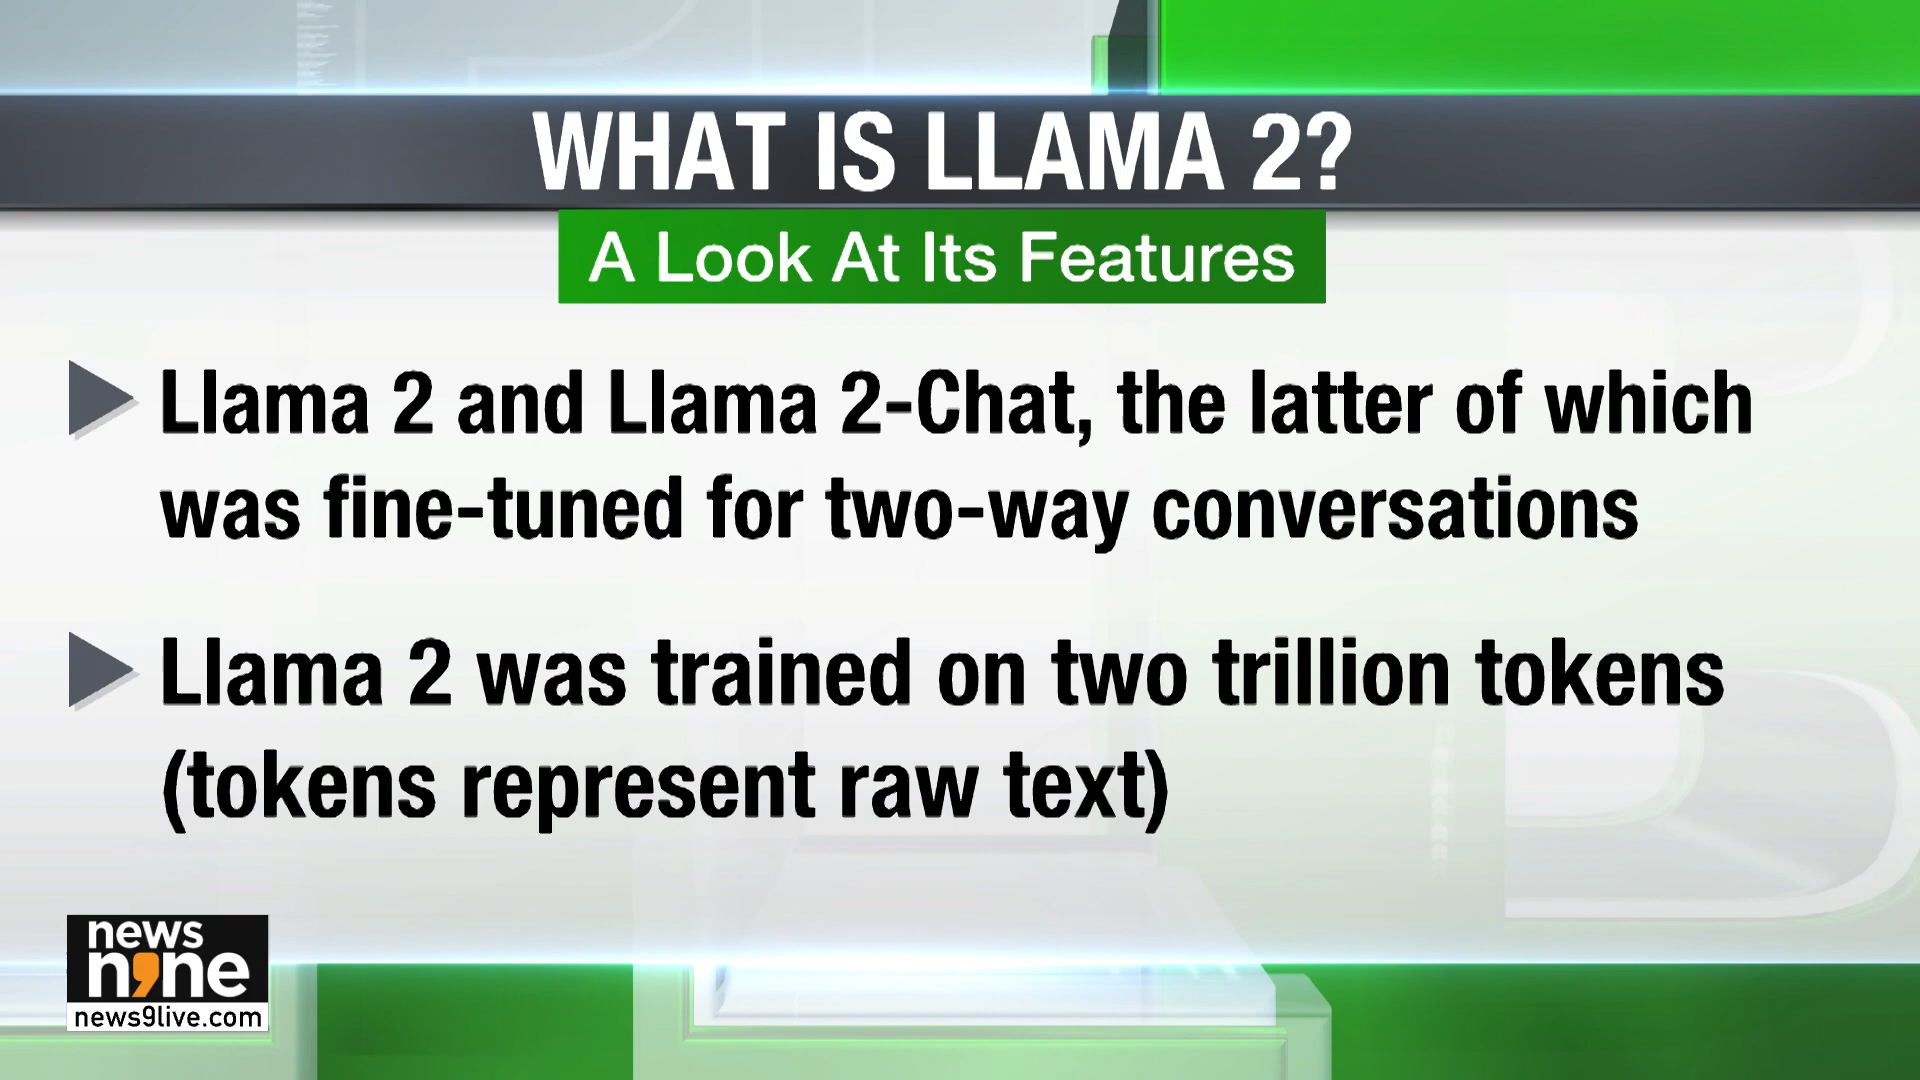 WHAT IS LLAMA 2?
A Look At Its Features
Llama 2 and Llama 2-Chat, the latter of which
was fine-tuned for two-way conversations
Llama 2 was trained on two trillion tokens
(tokens represent raw text)
news
n9ne
news9live.com